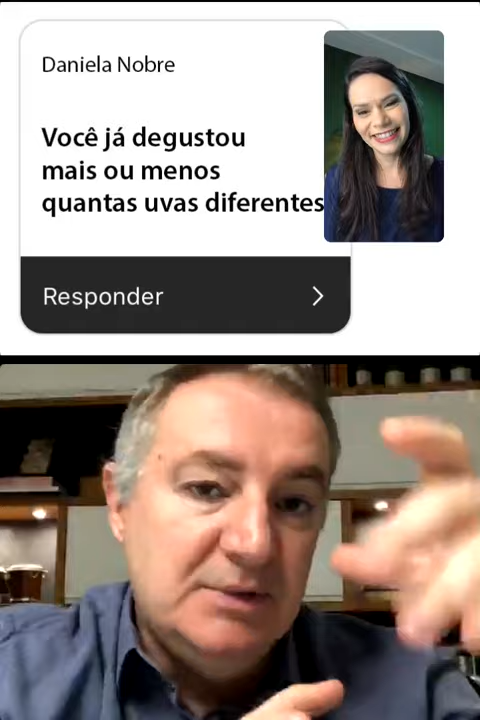 Daniela Nobre
Você já degustou
mais ou menos
quantas uvas diferentes
Responder